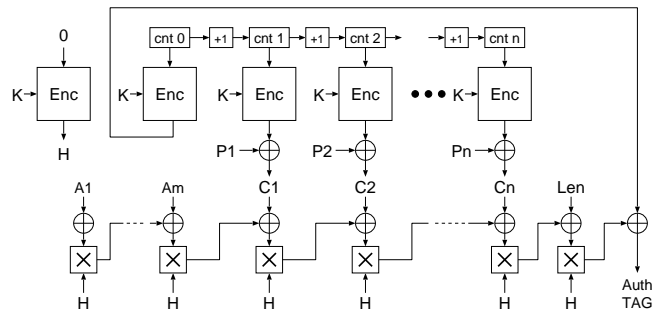 0 cnt 0 +1 cnt 1 +1 cnt 2 +1 cnt n
K Enc K Enc K Enc K Enc K Enc
H P1 P2 Pn
A1 Am C1 C2 Cn Len
H H H H H H Auth
TAG